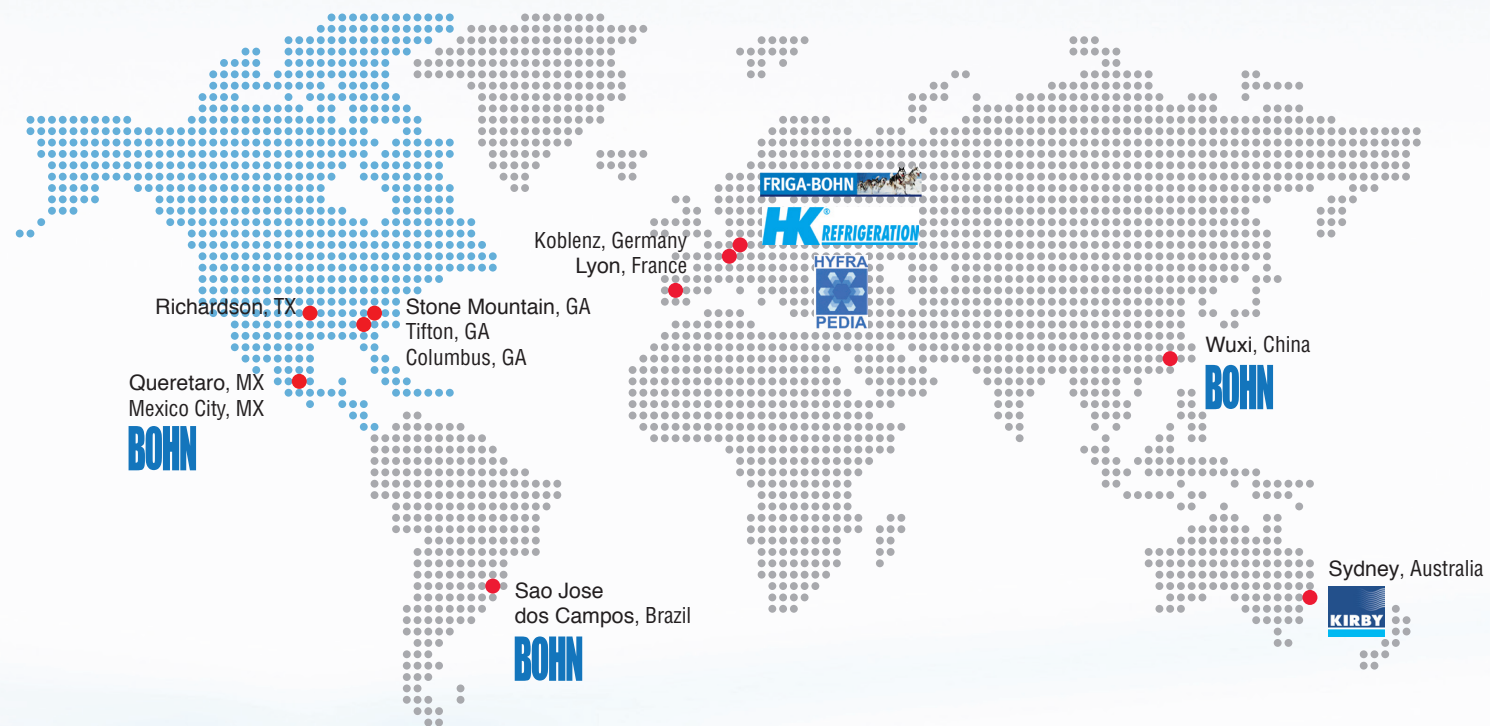 FRIGA-BOHN
HK® REFRIGERATION
Koblenz, Germany
Lyon, France
HYFRA
PEDIA
Richardson, TX
Stone Mountain, GA
Tifton, GA
Columbus, GA
Wuxi, China
BOHN
Queretaro, MX
Mexico City, MX
BOHN
Sydney, Australia
KIRBY
Sao Jose
dos Campos, Brazil
BOHN